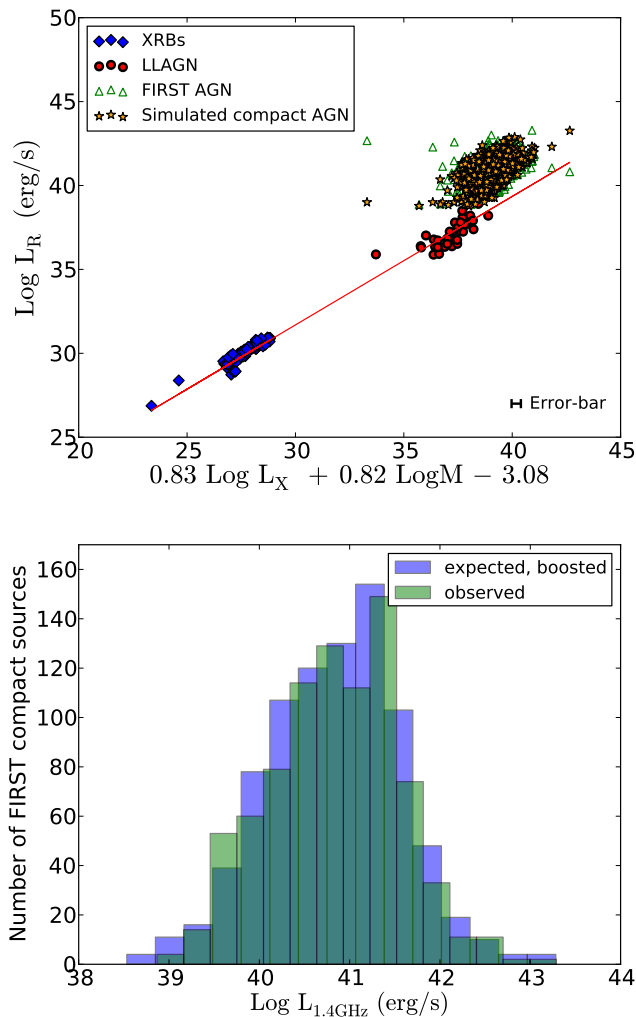 50
45
40
35
30
25
Log L_R (erg/s)
XRBs
LLAGN
FIRST AGN
Simulated compact AGN
Error-bar
20 25 30 35 40 45
0.83 Log L_X + 0.82 LogM − 3.08
160
140
120
100
80
60
40
20
0
Number of FIRST compact sources
expected, boosted
observed
38 39 40 41 42 43 44
Log L_1.4GHz (erg/s)